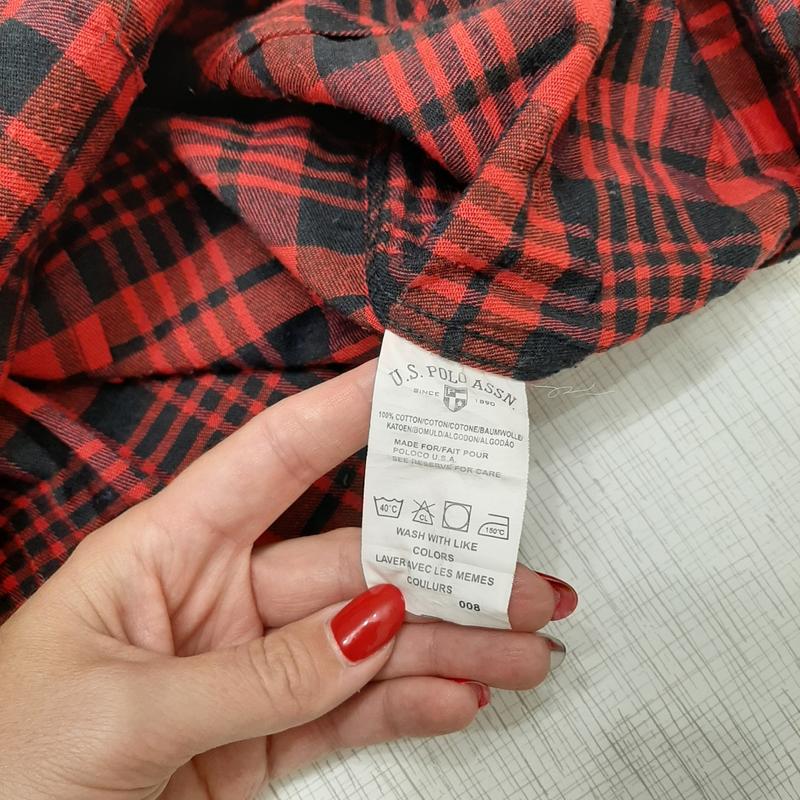 U.S. POLO ASSN.
SINCE 1890
100% COTTON/COTON/COTONE/BAUMWOLLE/
KATOEN/BOMULD/ALGODON/ALGODÃO
MADE FOR/FAIT POUR
POLOCO U.S.A.
SEE RESERVE FOR CARE
40°C CL 150°C
WASH WITH LIKE
COLORS
LAVER AVEC LES MEMES
COULURS
008